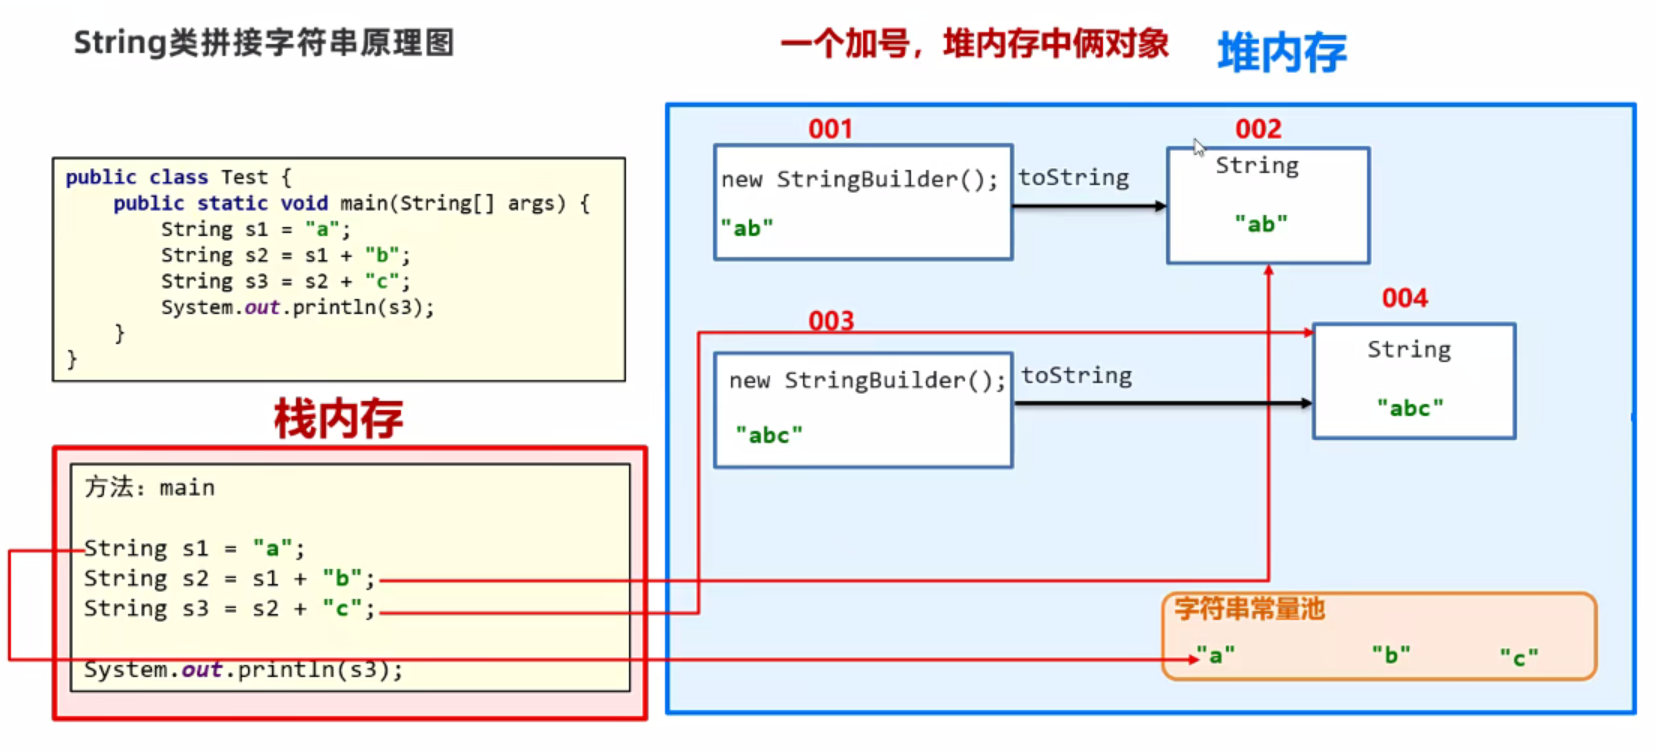 String类拼接字符串原理图
一个加号，堆内存中俩对象
堆内存
public class Test {
public static void main(String[] args) {
String s1 = "a";
String s2 = s1 + "b";
String s3 = s2 + "c";
System.out.println(s3);
}
}
栈内存
方法：main
String s1 = "a";
String s2 = s1 + "b";
String s3 = s2 + "c";
System.out.println(s3);
001
new StringBuilder();
"ab"
toString
002
String
"ab"
003
new StringBuilder();
"abc"
toString
004
String
"abc"
字符串常量池
"a" "b" "c"